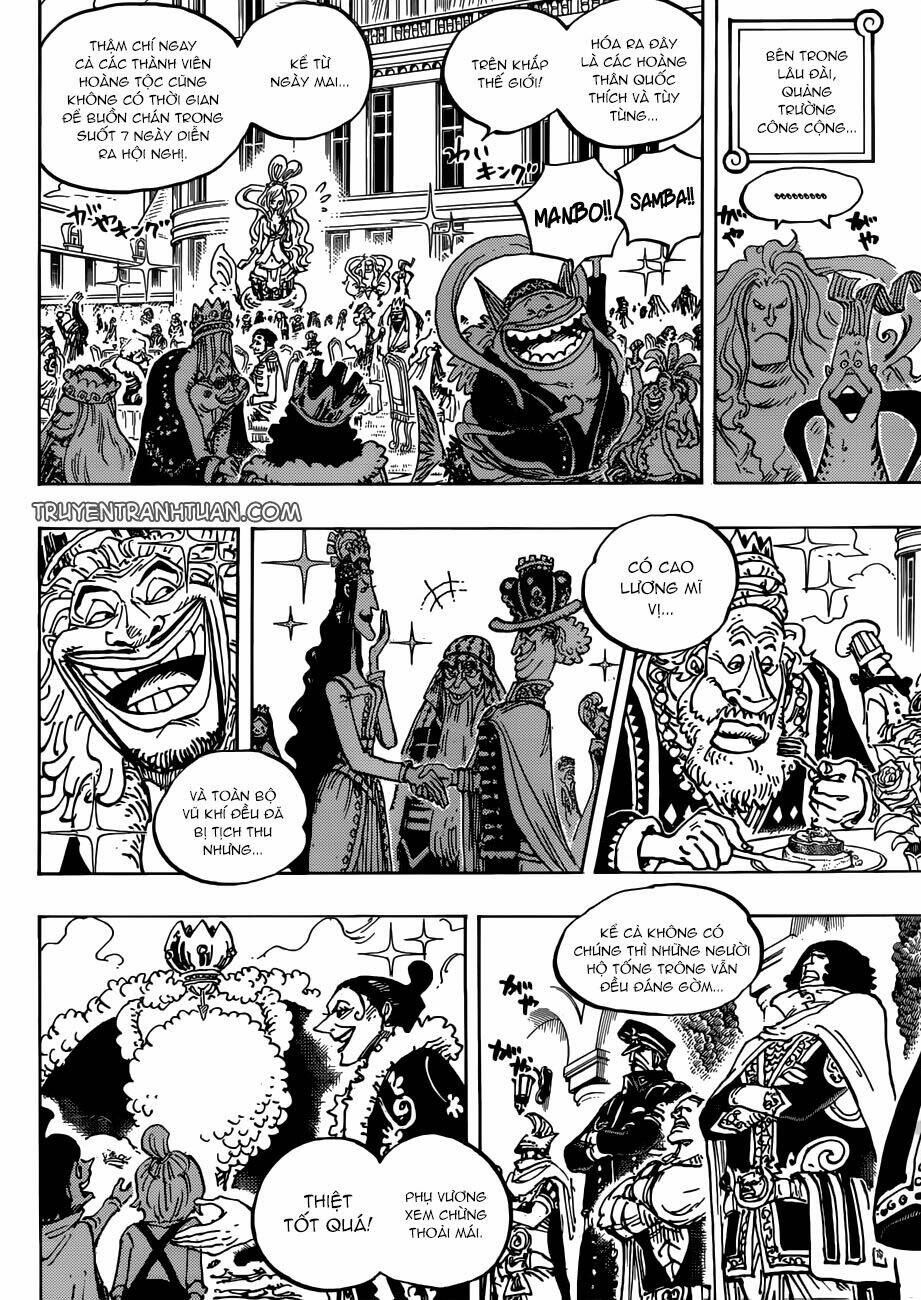 BÊN TRONG
LÂU ĐÀI,
QUẢNG
TRƯỜNG
CÔNG CỘNG...
HÓA RA ĐÂY
LÀ CÁC HOÀNG
THÂN QUỐC
THÍCH VÀ TÙY
TÙNG...
TRÊN KHẮP
THẾ GIỚI!
KỂ TỪ
NGÀY MAI...
THẬM CHÍ NGAY
CẢ CÁC THÀNH VIÊN
HOÀNG TỘC CŨNG
KHÔNG CÓ THỜI GIAN
ĐỂ BUỒN CHÁN TRONG
SUỐT 7 NGÀY DIỄN
RA HỘI NGHỊ.
SAMBA!!
MANBO!!
TRUYENTRANHTUAN.COM
CÓ CAO
LƯƠNG MĨ
VỊ...
VÀ TOÀN BỘ
VŨ KHÍ ĐỀU ĐÃ
BỊ TỊCH THU
NHƯNG...
KỂ CẢ KHÔNG CÓ
CHÚNG THÌ NHỮNG NGƯỜI
HỘ TỐNG TRÔNG VẪN
ĐỀU ĐÁNG GỜM...
PHỤ VƯƠNG
XEM CHỪNG
THOẢI MÁI.
THIỆT
TỐT QUÁ!